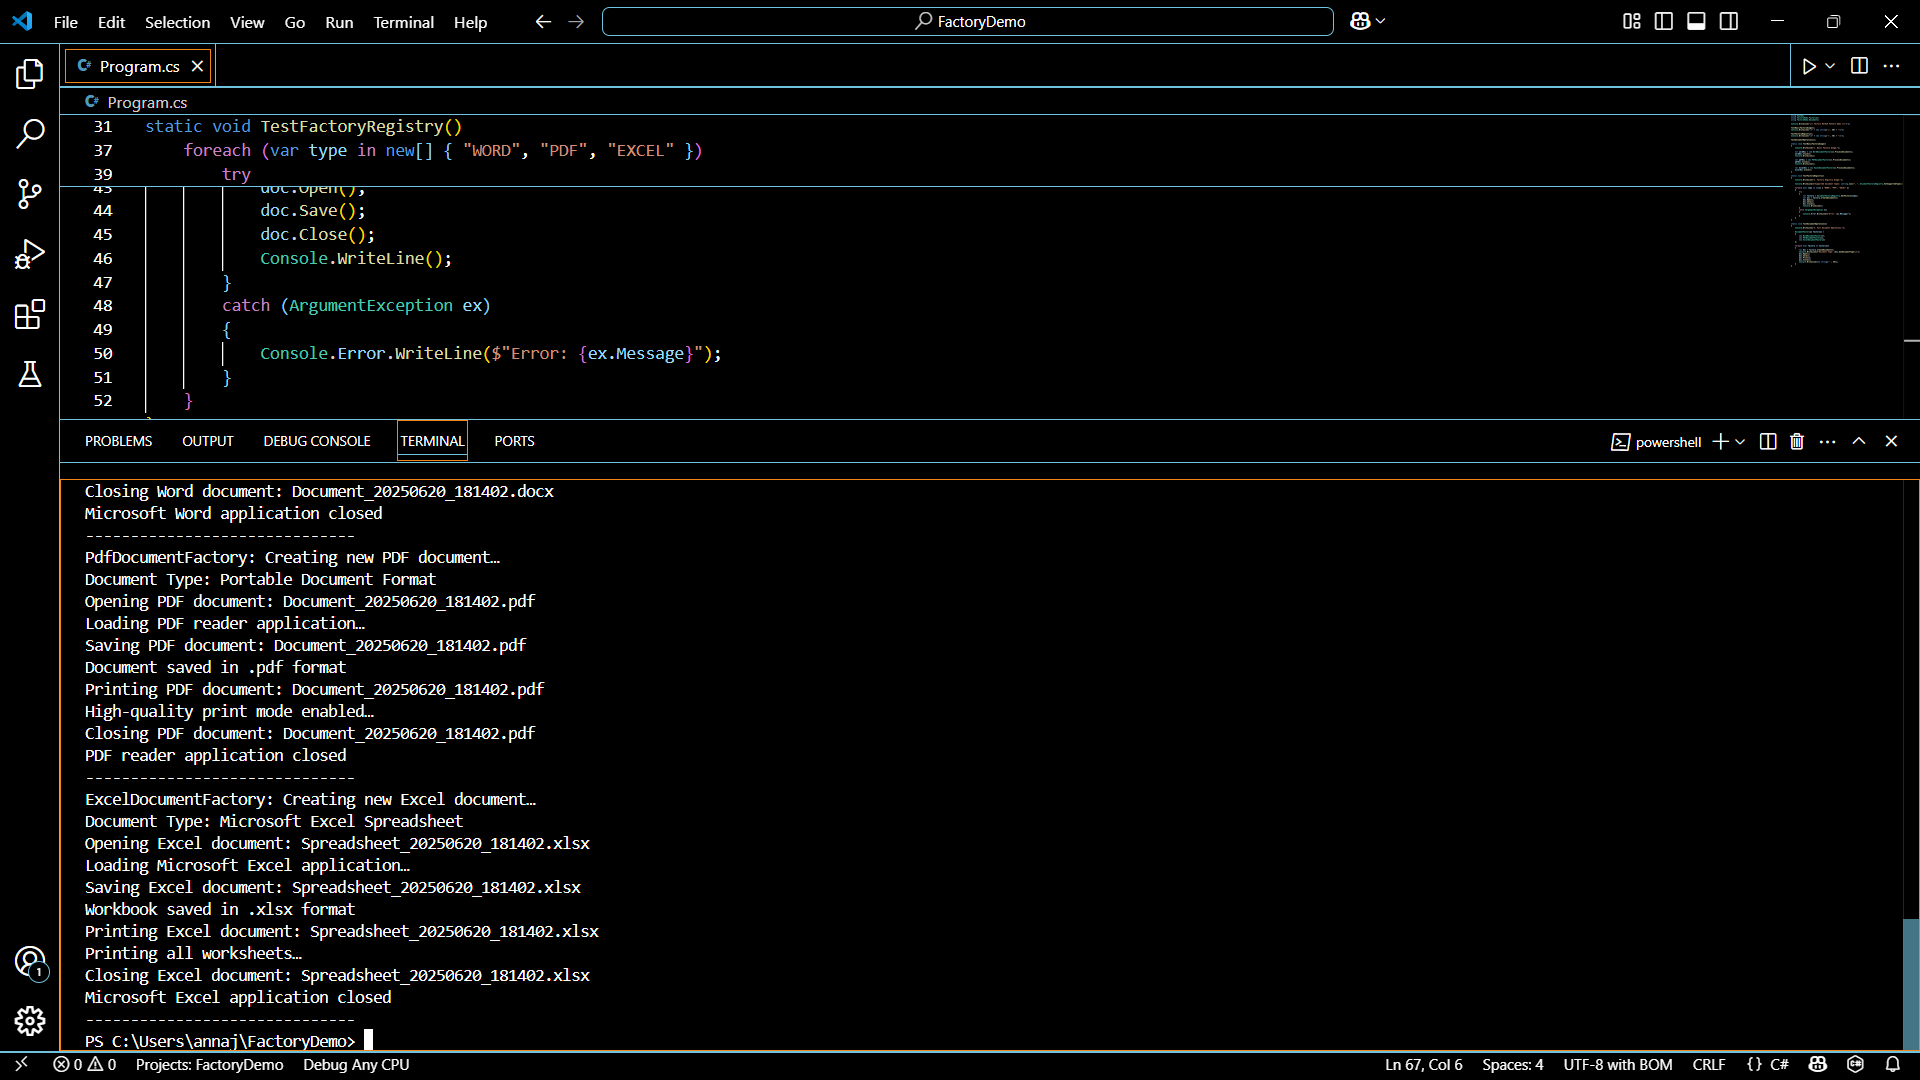 File Edit Selection View Go Run Terminal Help FactoryDemo
C# Program.cs
C# Program.cs
31 static void TestFactoryRegistry()
37 foreach (var type in new[] { "WORD", "PDF", "EXCEL" })
39 try
43 doc.Open();
44 doc.Save();
45 doc.Close();
46 Console.WriteLine();
47 }
48 catch (ArgumentException ex)
49 {
50 Console.Error.WriteLine($"Error: {ex.Message}");
51 }
52 }
PROBLEMS OUTPUT DEBUG CONSOLE TERMINAL PORTS powershell
Closing Word document: Document_20250620_181402.docx
Microsoft Word application closed
------------------------------
PdfDocumentFactory: Creating new PDF document…
Document Type: Portable Document Format
Opening PDF document: Document_20250620_181402.pdf
Loading PDF reader application…
Saving PDF document: Document_20250620_181402.pdf
Document saved in .pdf format
Printing PDF document: Document_20250620_181402.pdf
High-quality print mode enabled…
Closing PDF document: Document_20250620_181402.pdf
PDF reader application closed
------------------------------
ExcelDocumentFactory: Creating new Excel document…
Document Type: Microsoft Excel Spreadsheet
Opening Excel document: Spreadsheet_20250620_181402.xlsx
Loading Microsoft Excel application…
Saving Excel document: Spreadsheet_20250620_181402.xlsx
Workbook saved in .xlsx format
Printing Excel document: Spreadsheet_20250620_181402.xlsx
Printing all worksheets…
Closing Excel document: Spreadsheet_20250620_181402.xlsx
Microsoft Excel application closed
------------------------------
PS C:\Users\annaj\FactoryDemo>
1
0 0 Projects: FactoryDemo Debug Any CPU Ln 67, Col 6 Spaces: 4 UTF-8 with BOM CRLF {} C#